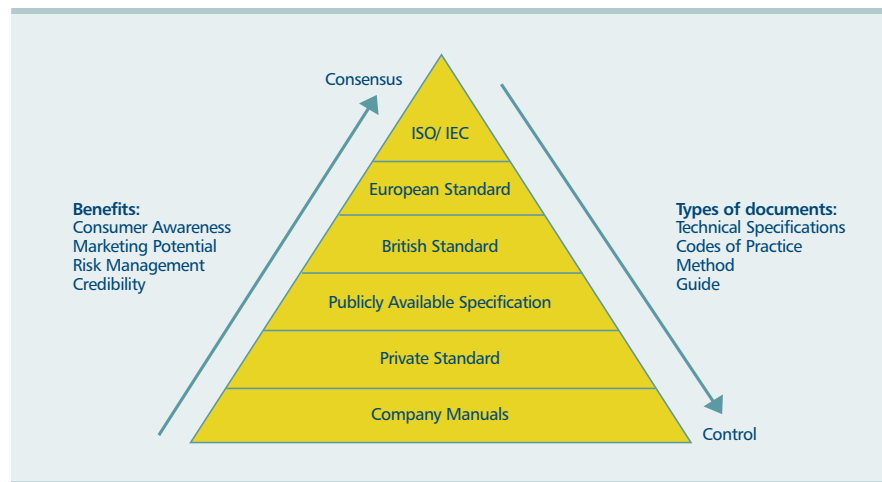 Consensus
ISO/ IEC
European Standard
British Standard
Publicly Available Specification
Private Standard
Company Manuals
Benefits:
Consumer Awareness
Marketing Potential
Risk Management
Credibility
Types of documents:
Technical Specifications
Codes of Practice
Method
Guide
Control